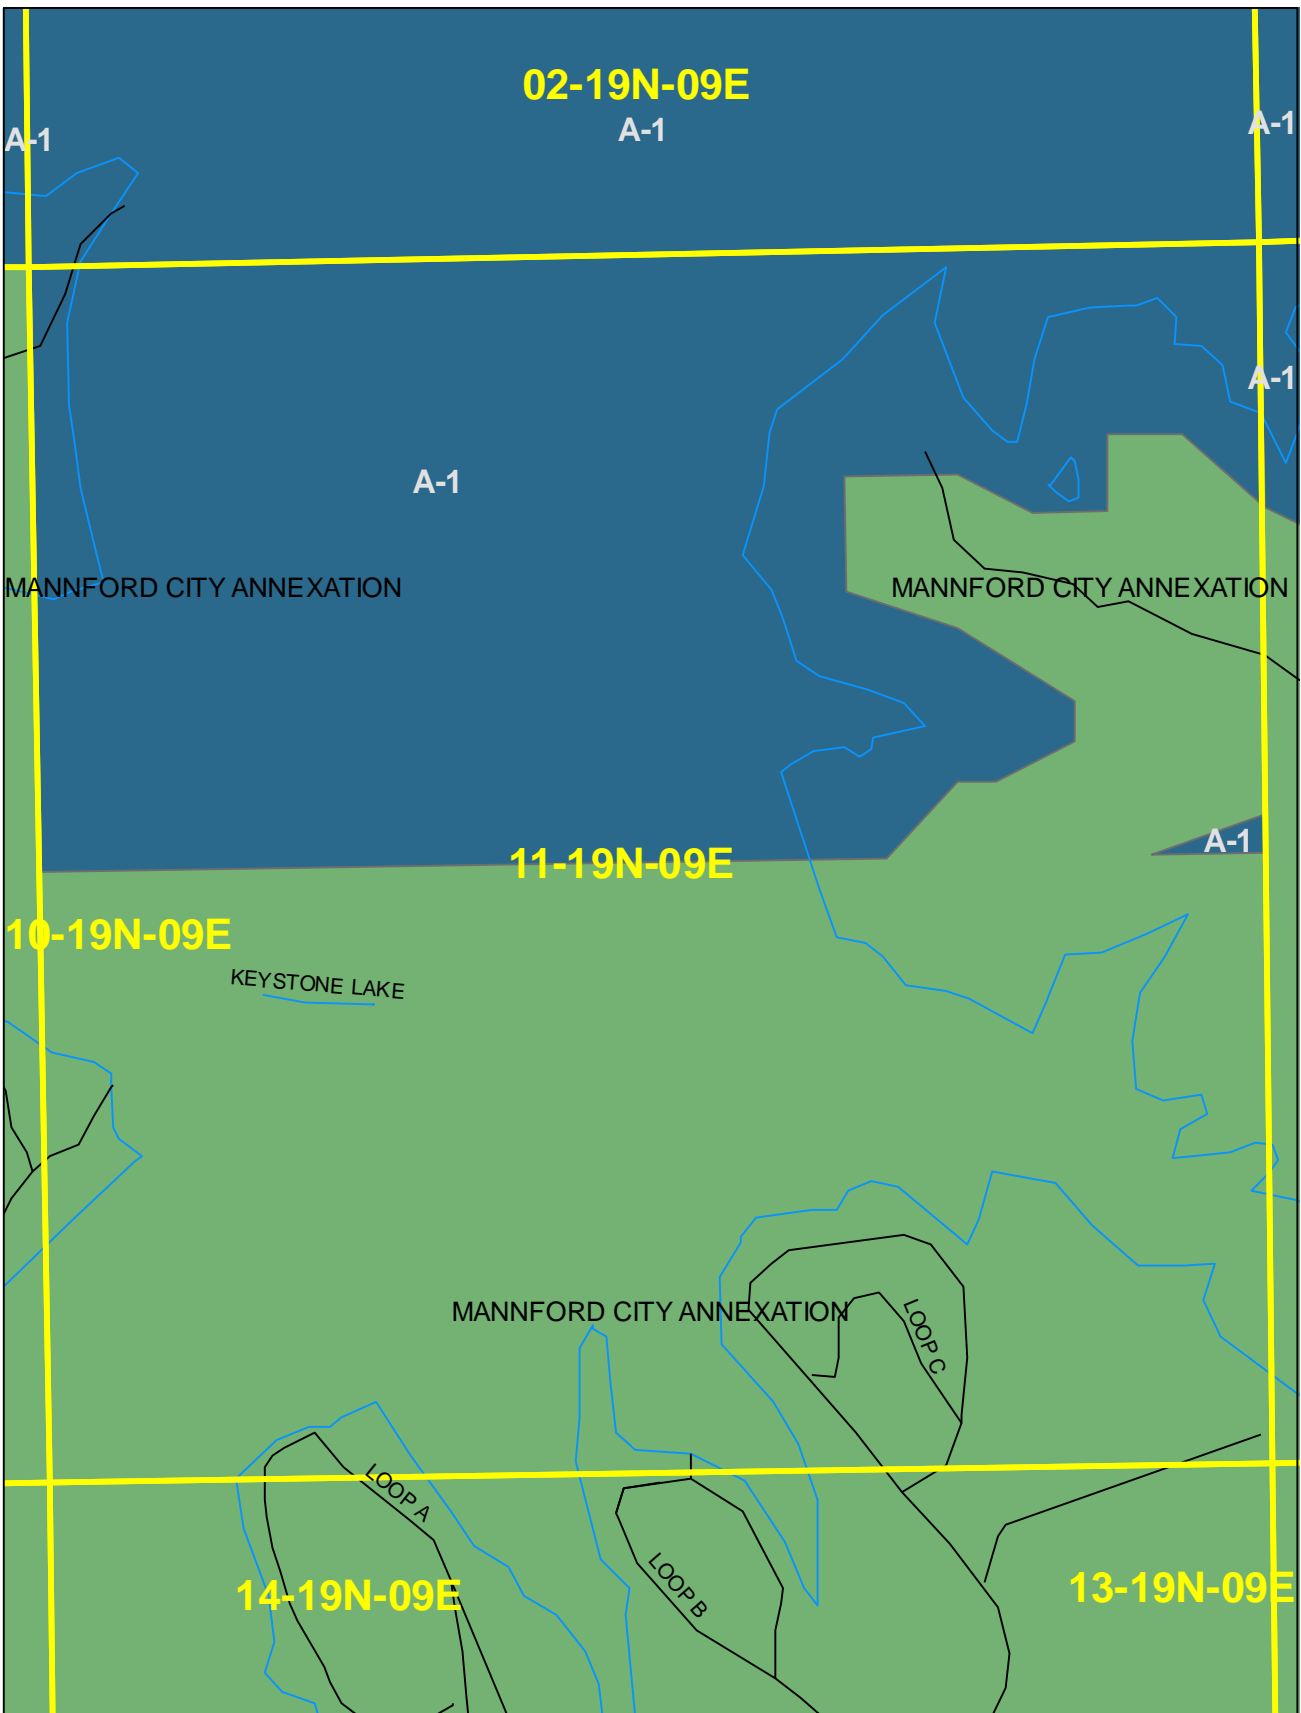 02-19N-09E
A-1
A-1
A-1
A-1
A-1
MANNFORD CITY ANNEXATION
MANNFORD CITY ANNEXATION
A-1
11-19N-09E
10-19N-09E
KEYSTONE LAKE
MANNFORD CITY ANNEXATION
LOOP C
LOOP A
LOOP B
14-19N-09E
13-19N-09E